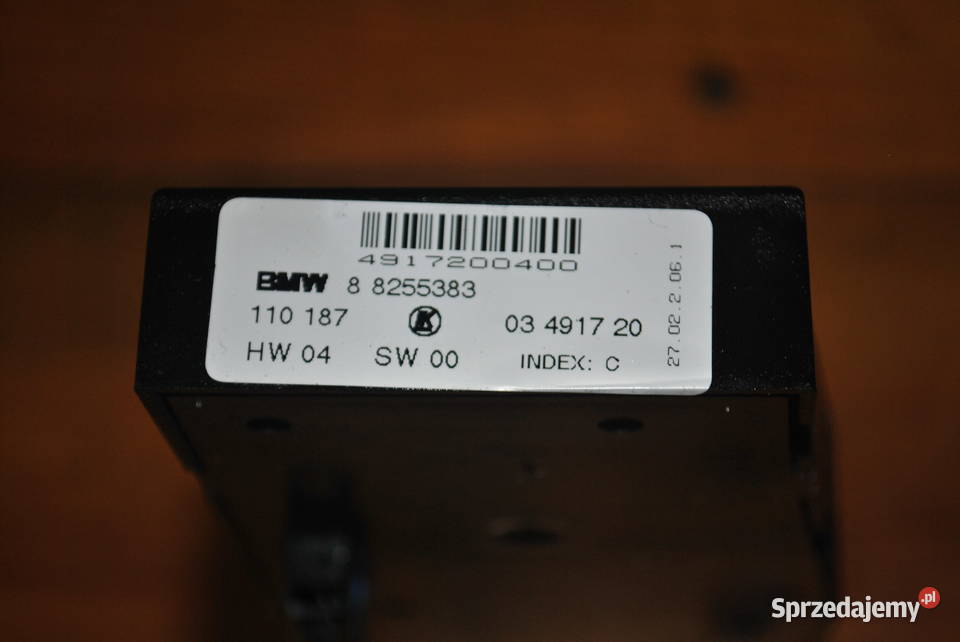 4917200400
BMW 8 8255383
110 187 K 03 4917 20
HW 04 SW 00 INDEX: C
27.02.2.06.1
Sprzedajemy.pl